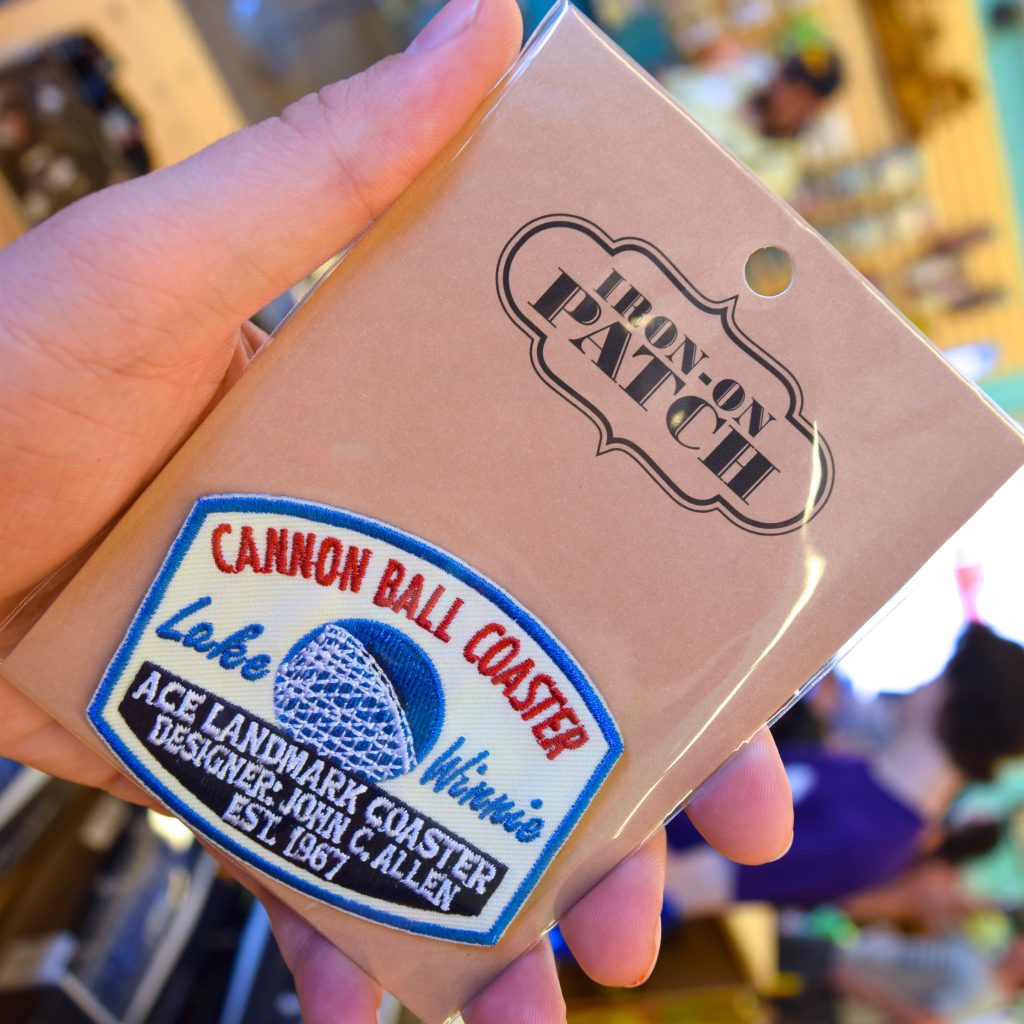 IRON-ON
PATCH
CANNON BALL COASTER
Lake
Winnie
ACE LANDMARK COASTER
DESIGNER: JOHN C. ALLEN
EST. 1967